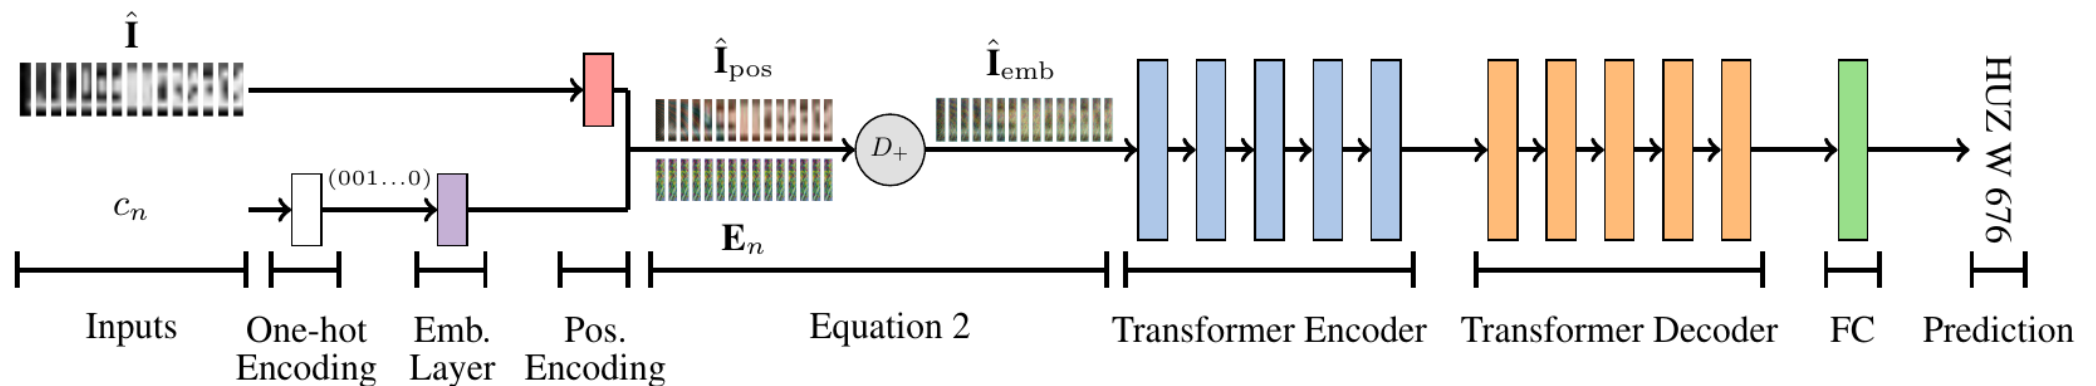 Î
Î_pos
Î_emb
(001...0)
D_+
c_n
E_n
HUZ W 676
Inputs
One-hot
Encoding
Emb.
Layer
Pos.
Encoding
Equation 2
Transformer Encoder
Transformer Decoder
FC
Prediction